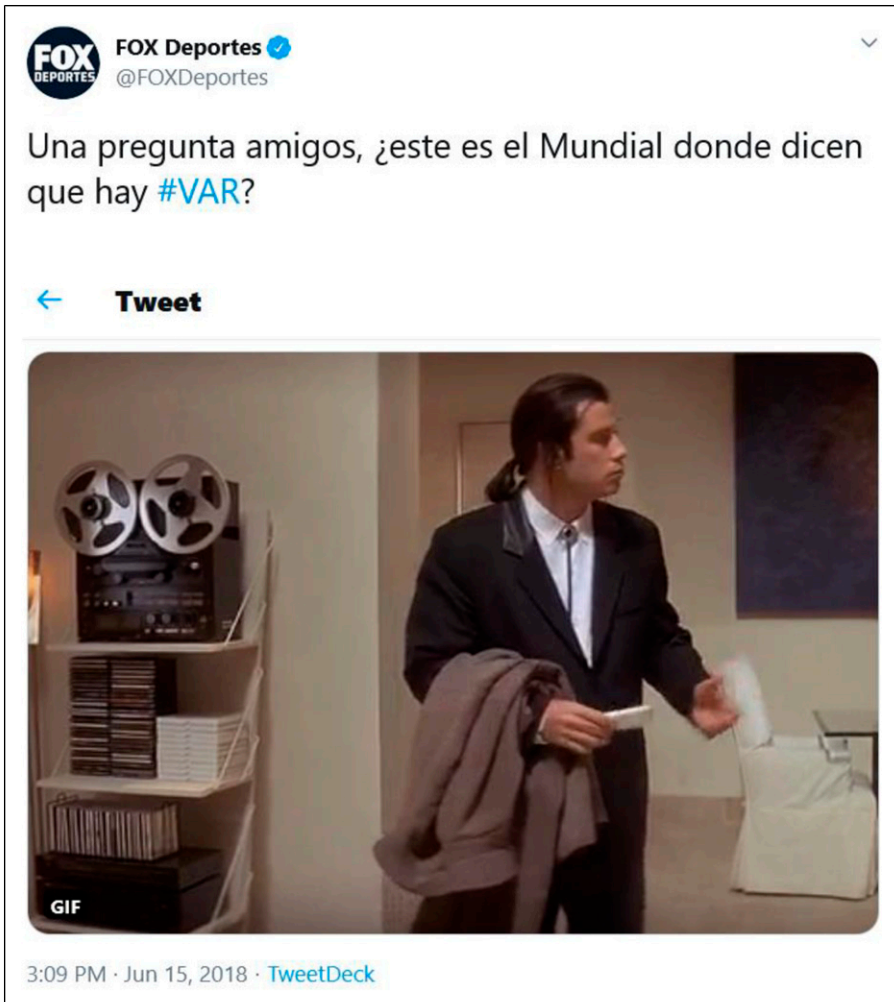 FOX
DEPORTES
FOX Deportes
@FOXDeportes
Una pregunta amigos, ¿este es el Mundial donde dicen
que hay #VAR?
← Tweet
GIF
3:09 PM · Jun 15, 2018 · TweetDeck